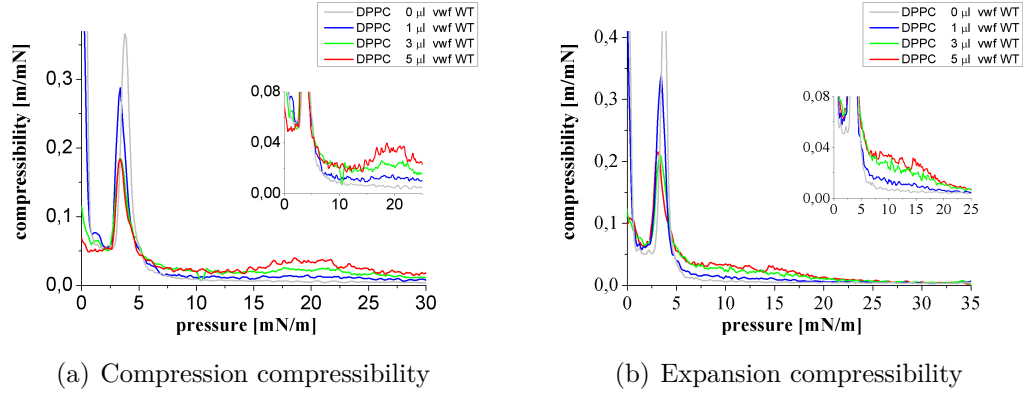 DPPC 0 µl vwf WT
DPPC 1 µl vwf WT
DPPC 3 µl vwf WT
DPPC 5 µl vwf WT
compressibility [m/mN]
0,3
0,2
0,1
0,0
0 5 10 15 20 25 30
pressure [mN/m]
0,08
0,04
0,00
0 10 20
(a) Compression compressibility
DPPC 0 µl vwf WT
DPPC 1 µl vwf WT
DPPC 3 µl vwf WT
DPPC 5 µl vwf WT
compressibility [m/mN]
0,4
0,3
0,2
0,1
0,0
0 5 10 15 20 25 30 35
pressure [mN/m]
0,08
0,04
0,00
0 5 10 15 20 25
(b) Expansion compressibility